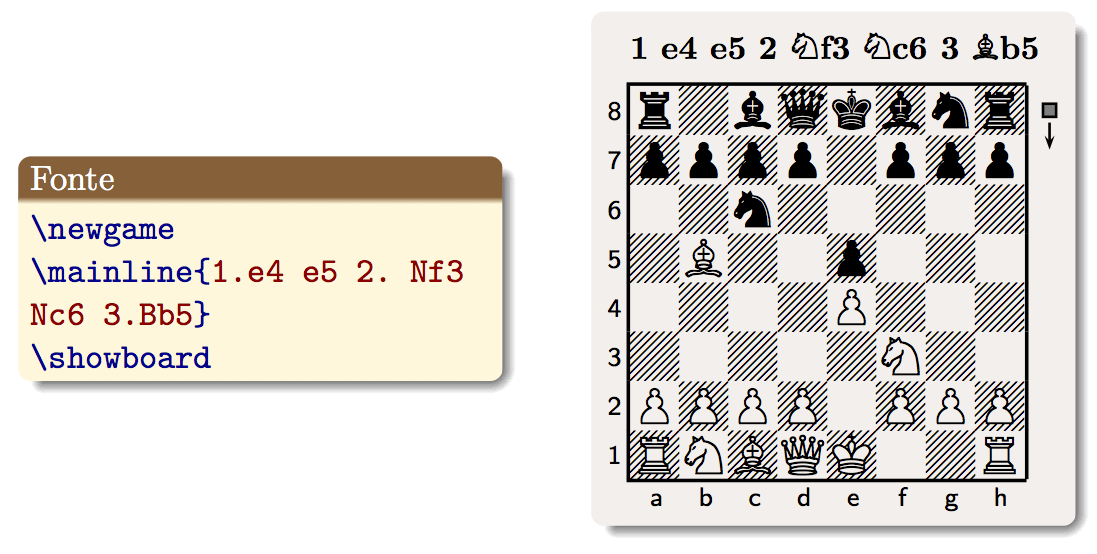 Fonte
\newgame
\mainline{1.e4 e5 2. Nf3
Nc6 3.Bb5}
\showboard
1 e4 e5 2 ♘f3 ♘c6 3 ♗b5
8
7
6
5
4
3
2
1
a b c d e f g h